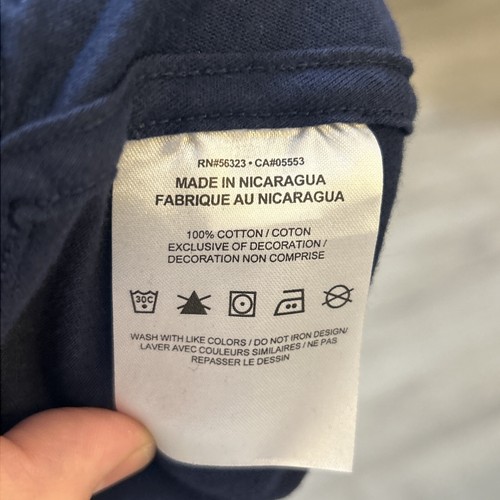 RN#56323 • CA#05553
MADE IN NICARAGUA
FABRIQUE AU NICARAGUA
100% COTTON / COTON
EXCLUSIVE OF DECORATION /
DECORATION NON COMPRISE
30C
WASH WITH LIKE COLORS / DO NOT IRON DESIGN/
LAVER AVEC COULEURS SIMILAIRES / NE PAS
REPASSER LE DESSIN